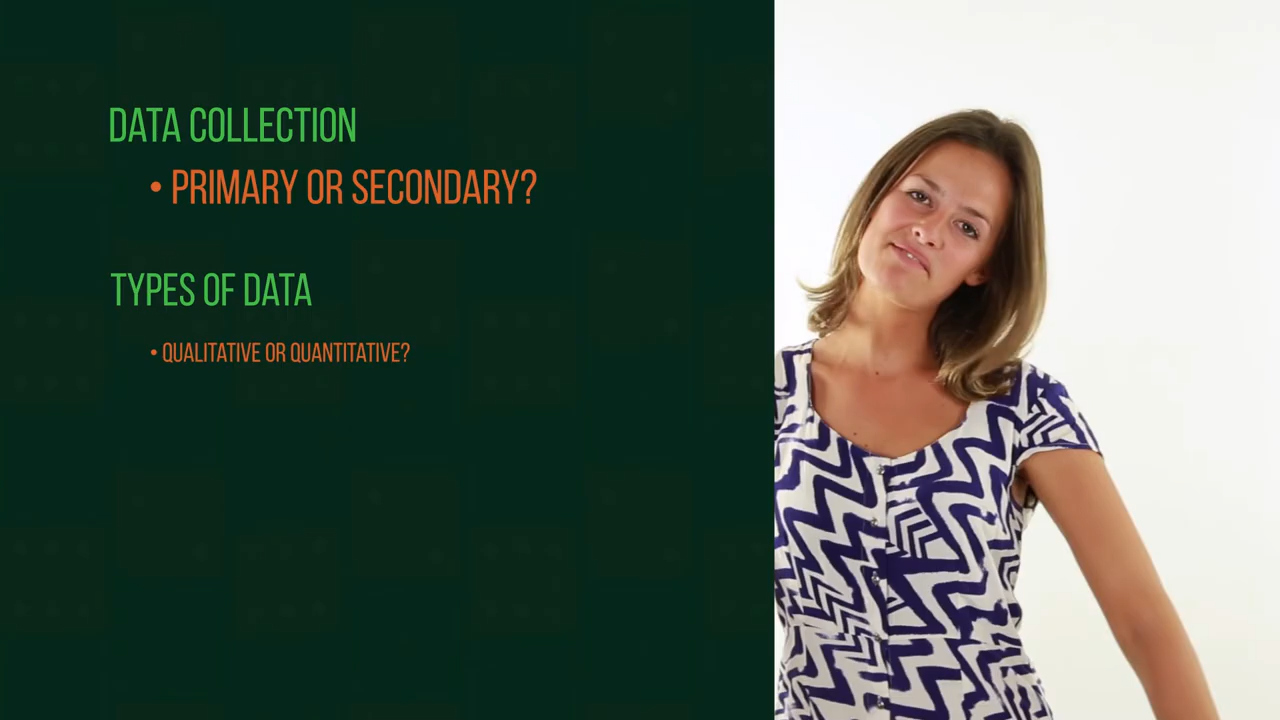 DATA COLLECTION
• PRIMARY OR SECONDARY?
TYPES OF DATA
• QUALITATIVE OR QUANTITATIVE?